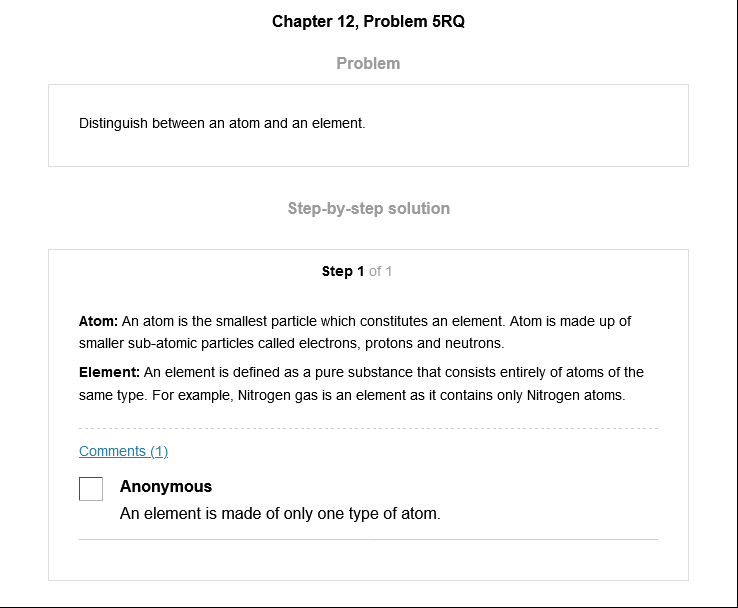 Chapter 12, Problem 5RQ
Problem
Distinguish between an atom and an element.
Step-by-step solution
Step 1 of 1
Atom: An atom is the smallest particle which constitutes an element. Atom is made up of
smaller sub-atomic particles called electrons, protons and neutrons.
Element: An element is defined as a pure substance that consists entirely of atoms of the
same type. For example, Nitrogen gas is an element as it contains only Nitrogen atoms.
Comments (1)
Anonymous
An element is made of only one type of atom.